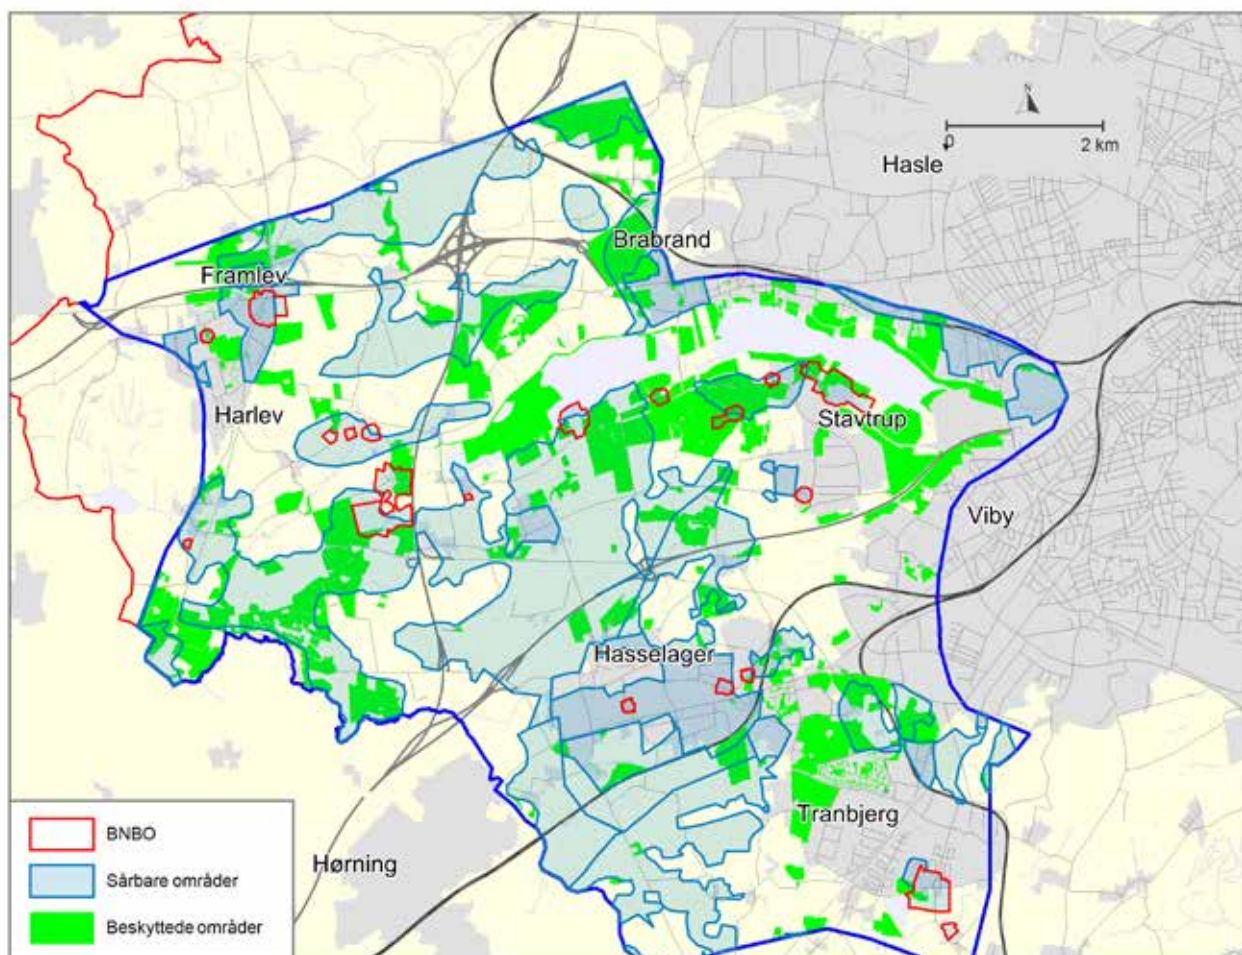 N
0
2 km
Hasle
Brabrand
Framlev
Harlev
Stavtrup
Viby
Hasselager
Tranbjerg
Hørning
BNBO
Sårbare områder
Beskyttede områder